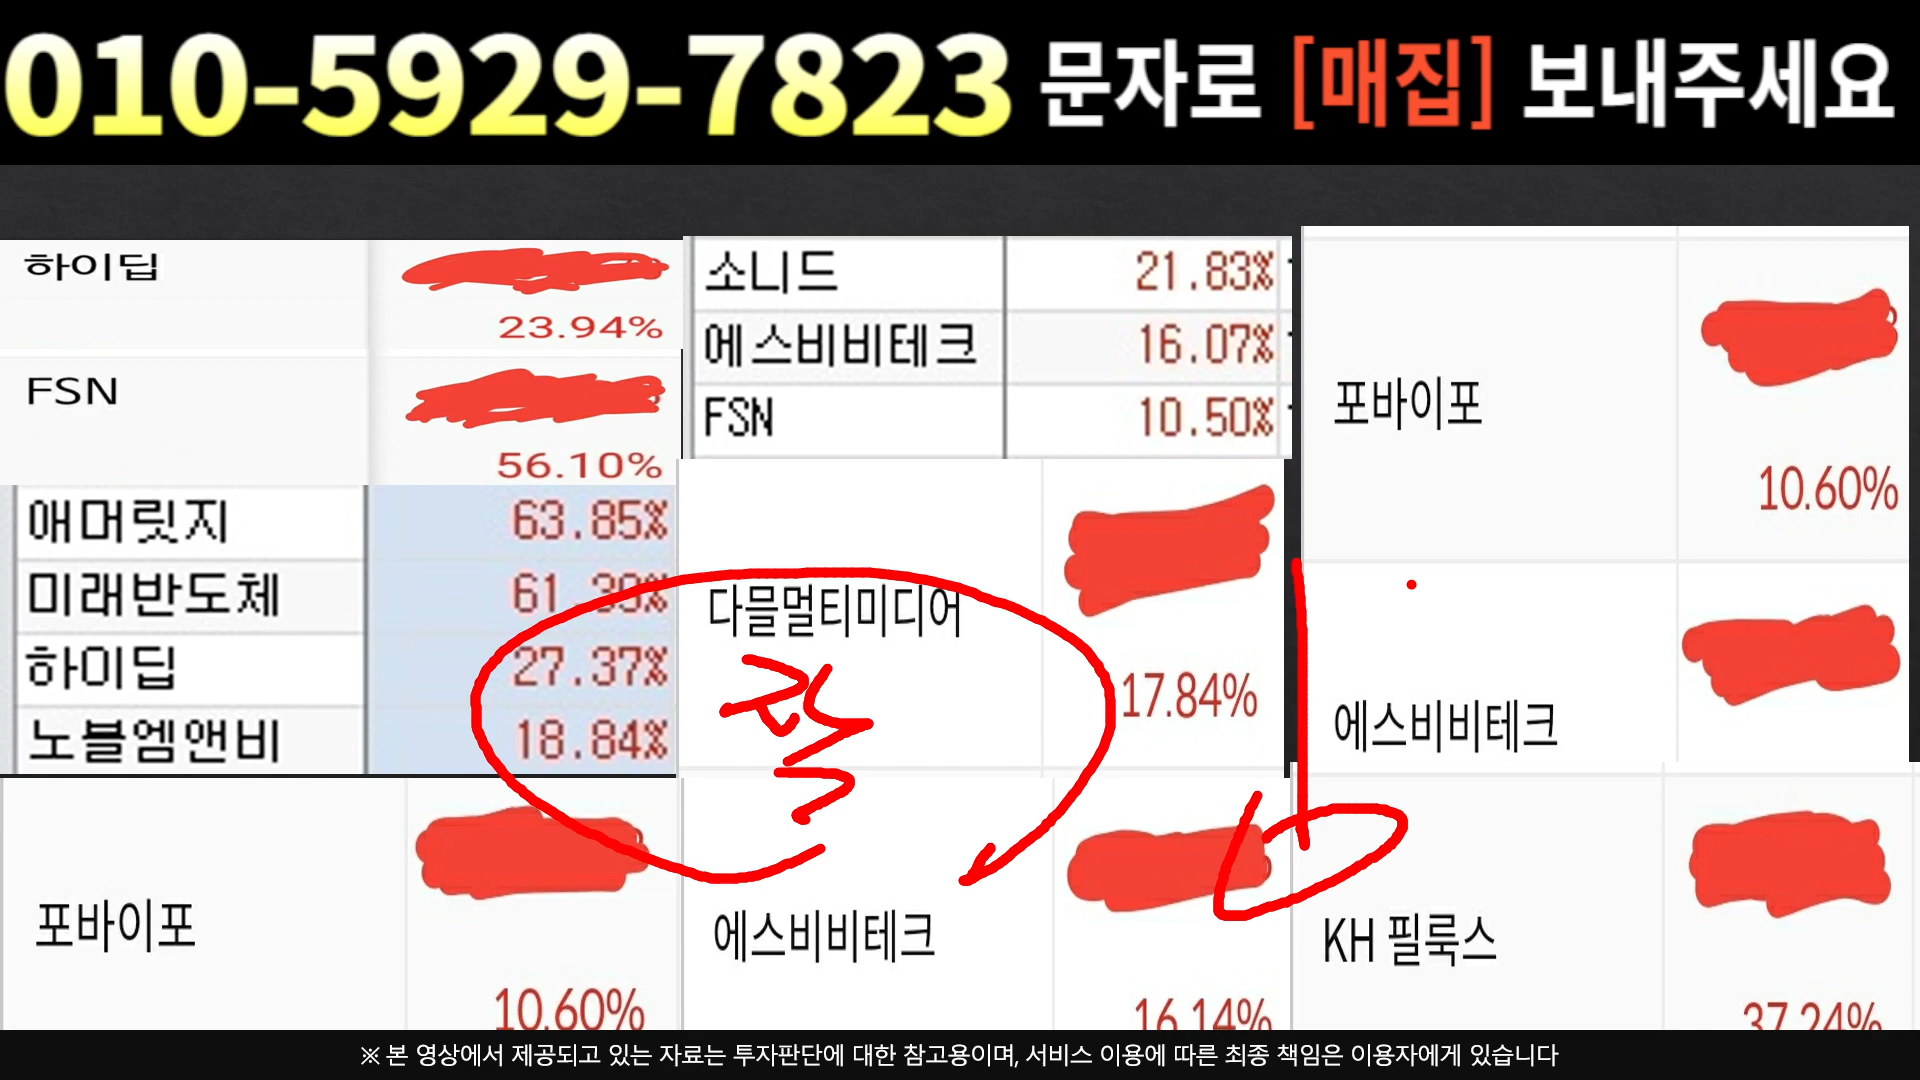 010-5929-7823 문자로 [매집] 보내주세요
하이딥
23.94%
FSN
56.10%
애머릿지 63.85%
미래반도체 61.39%
하이딥 27.37%
노블엠앤비 18.84%
소니드 21.83%
에스비비테크 16.07%
FSN 10.50%
다믈멀티미디어
17.84%
포바이포
10.60%
에스비비테크
포바이포
10.60%
에스비비테크
16.14%
KH 필룩스
37.24%
※ 본 영상에서 제공되고 있는 자료는 투자판단에 대한 참고용이며, 서비스 이용에 따른 최종 책임은 이용자에게 있습니다